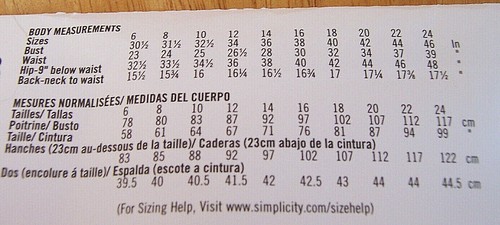 BODY MEASUREMENTS
Sizes 6 8 10 12 14 16 18 20 22 24
Bust 30½ 31½ 32½ 34 36 38 40 42 44 46 In
Waist 23 24 25 26½ 28 30 32 34 37 39 "
Hip-9" below waist 32½ 33½ 34½ 36 38 40 42 44 46 48 "
Back-neck to waist 15½ 15¾ 16 16¼ 16½ 16¾ 17 17¼ 17¾ 17½ "
MESURES NORMALISÉES/ MEDIDAS DEL CUERPO
Tailles/ Tallas 6 8 10 12 14 16 18 20 22 24
Poitrine/ Busto 78 80 83 87 92 97 102 107 112 117 cm
Taille/ Cintura 58 61 64 67 71 76 81 87 94 99 "
Hanches (23cm au-dessous de la taille)/ Caderas (23cm abajo de la cintura)
83 85 88 92 97 102 107 112 117 122 cm
Dos (encolure á taille)/ Espalda (escote a cintura)
39.5 40 40.5 41.5 42 42.5 43 44 44 44.5 cm
(For Sizing Help, Visit www.simplicity.com/sizehelp)